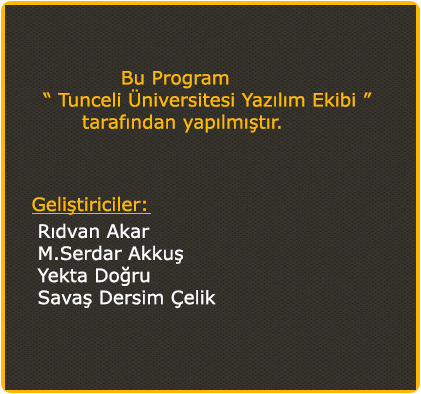 Bu Program
“ Tunceli Üniversitesi Yazılım Ekibi ”
tarafından yapılmıştır.
Geliştiriciler:
Rıdvan Akar
M.Serdar Akkuş
Yekta Doğru
Savaş Dersim Çelik